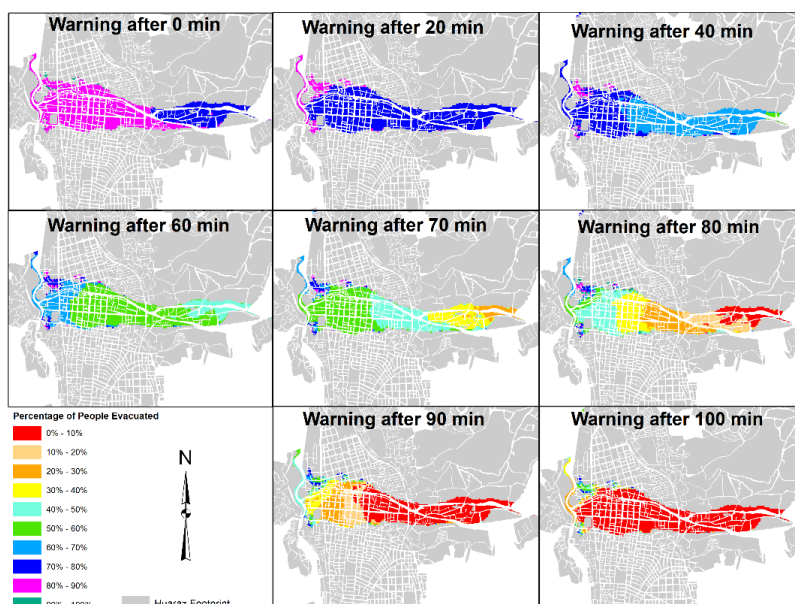 Warning after 0 min
Warning after 20 min
Warning after 40 min
Warning after 60 min
Warning after 70 min
Warning after 80 min
Percentage of People Evacuated
0% - 10%
10% - 20%
20% - 30%
30% - 40%
40% - 50%
50% - 60%
60% - 70%
70% - 80%
80% - 90%
90% - 100%
N
Huaraz Footprint
Warning after 90 min
Warning after 100 min